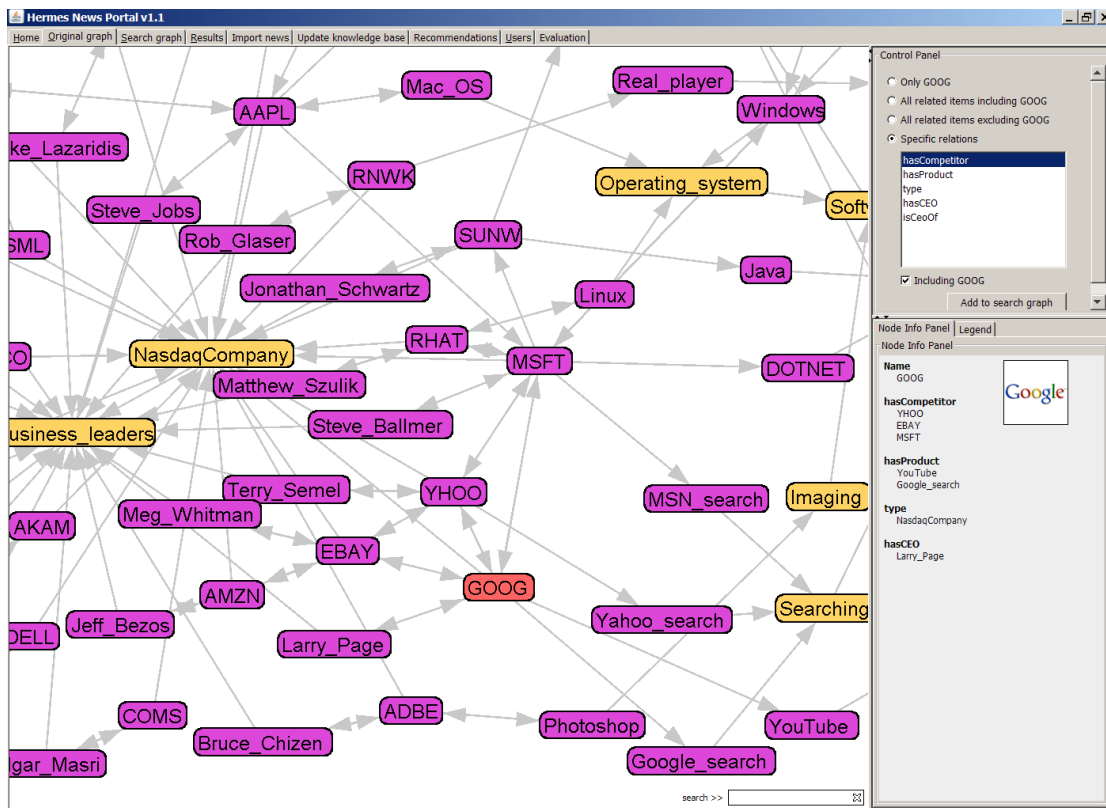 Hermes News Portal v1.1
Home Original graph Search graph Results Import news Update knowledge base Recommendations Users Evaluation
Control Panel
Only GOOG
All related items including GOOG
All related items excluding GOOG
Specific relations
hasCompetitor
hasProduct
type
hasCEO
isCeoOf
Including GOOG
Add to search graph
Node Info Panel Legend
Node Info Panel
Name
GOOG
Google
hasCompetitor
YHOO
EBAY
MSFT
hasProduct
YouTube
Google_search
type
NasdaqCompany
hasCEO
Larry_Page
Real_player
Mac_OS
AAPL
Windows
ke_Lazaridis
RNWK
Operating_system
Softw
Steve_Jobs
Rob_Glaser
SUNW
SML
Java
Jonathan_Schwartz
Linux
RHAT
NasdaqCompany
CO
MSFT
DOTNET
Matthew_Szulik
Steve_Ballmer
usiness_leaders
Terry_Semel
YHOO
MSN_search
Imaging
Meg_Whitman
AKAM
EBAY
GOOG
AMZN
Searching
Jeff_Bezos
Yahoo_search
DELL
Larry_Page
ADBE
COMS
Photoshop
YouTube
Bruce_Chizen
Google_search
lgar_Masri
search >>